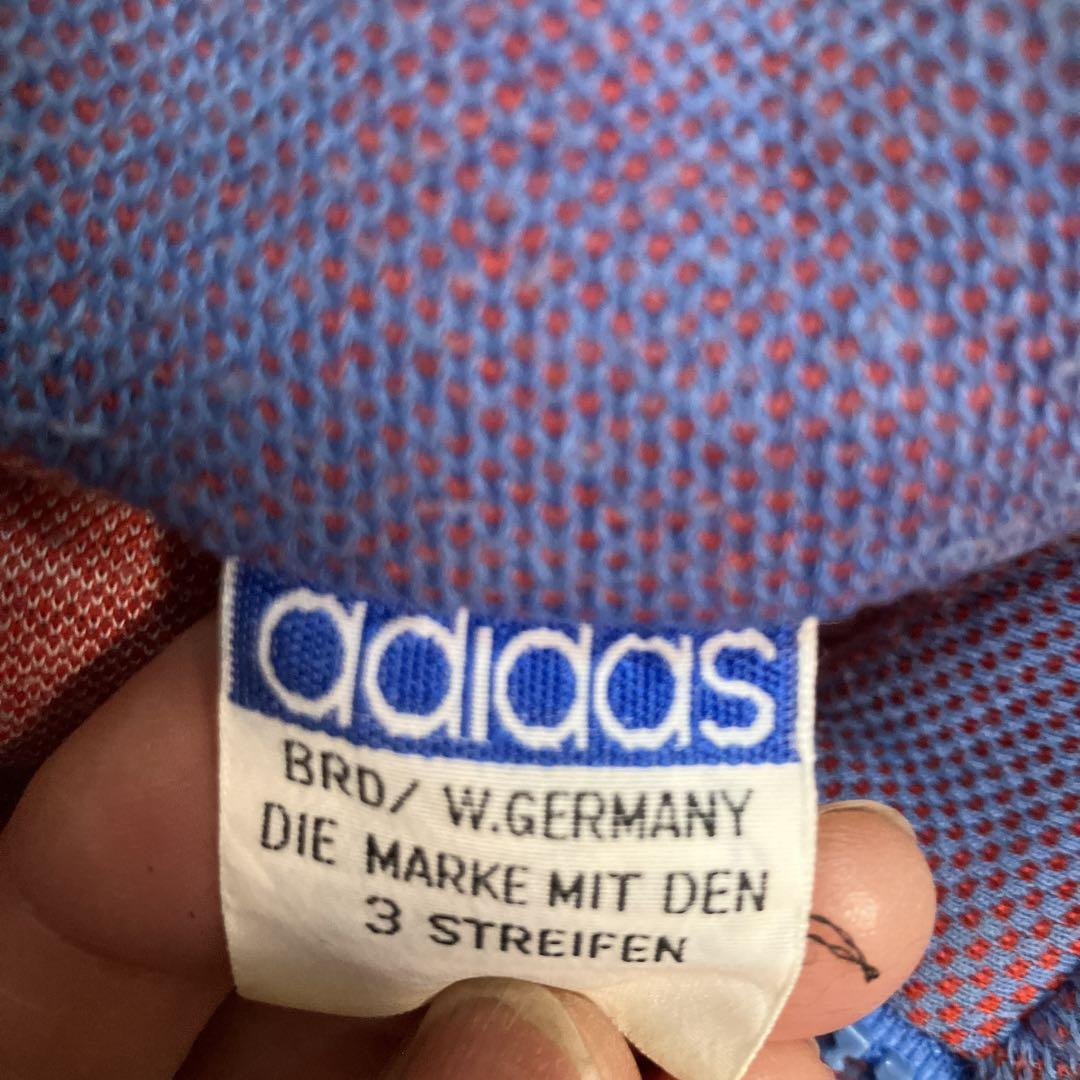 adidas
BRD/ W.GERMANY
DIE MARKE MIT DEN
3 STREIFEN